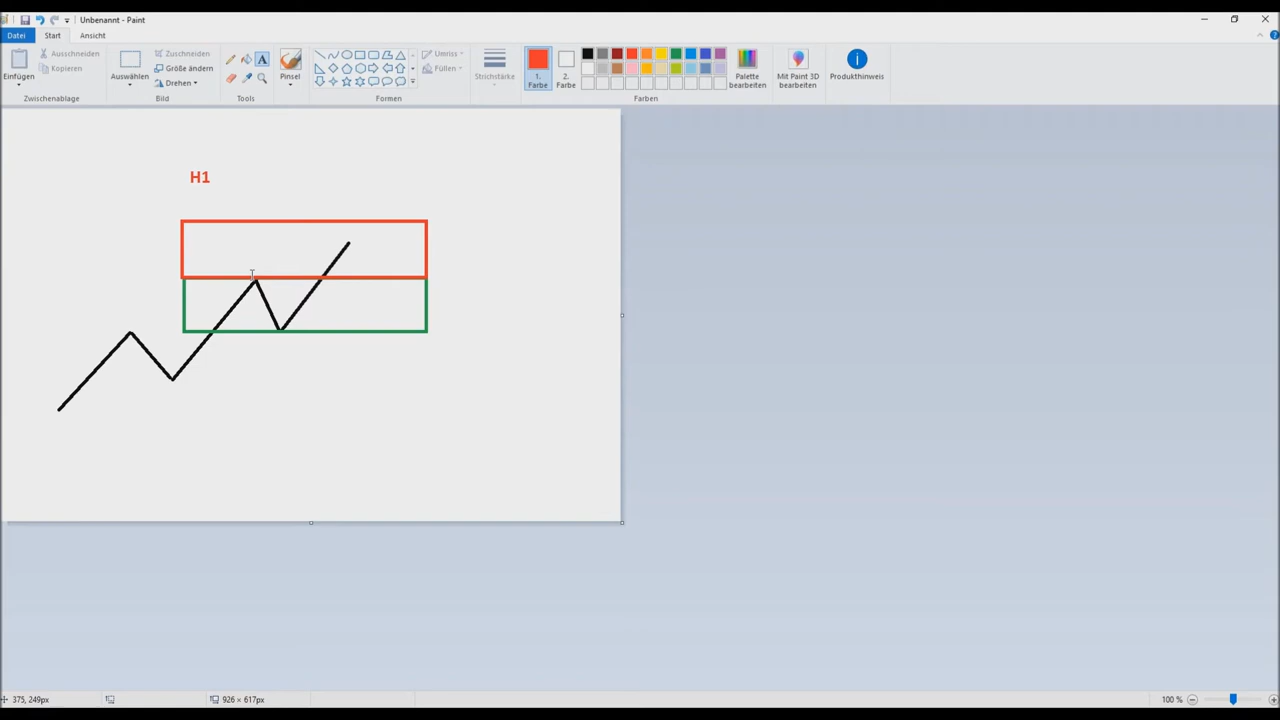 Unbenannt - Paint
Datei
Start
Ansicht
Einfügen
Ausschneiden
Kopieren
Zwischenablage
Auswählen
Zuschneiden
Größe ändern
Drehen
Bild
A
Tools
Pinsel
Umriss
Füllen
Formen
Strichstärke
1.
Farbe
2.
Farbe
Palette
bearbeiten
Farben
Mit Paint 3D
bearbeiten
Produkthinweis
H1
375, 249px
926 × 617px
100 %